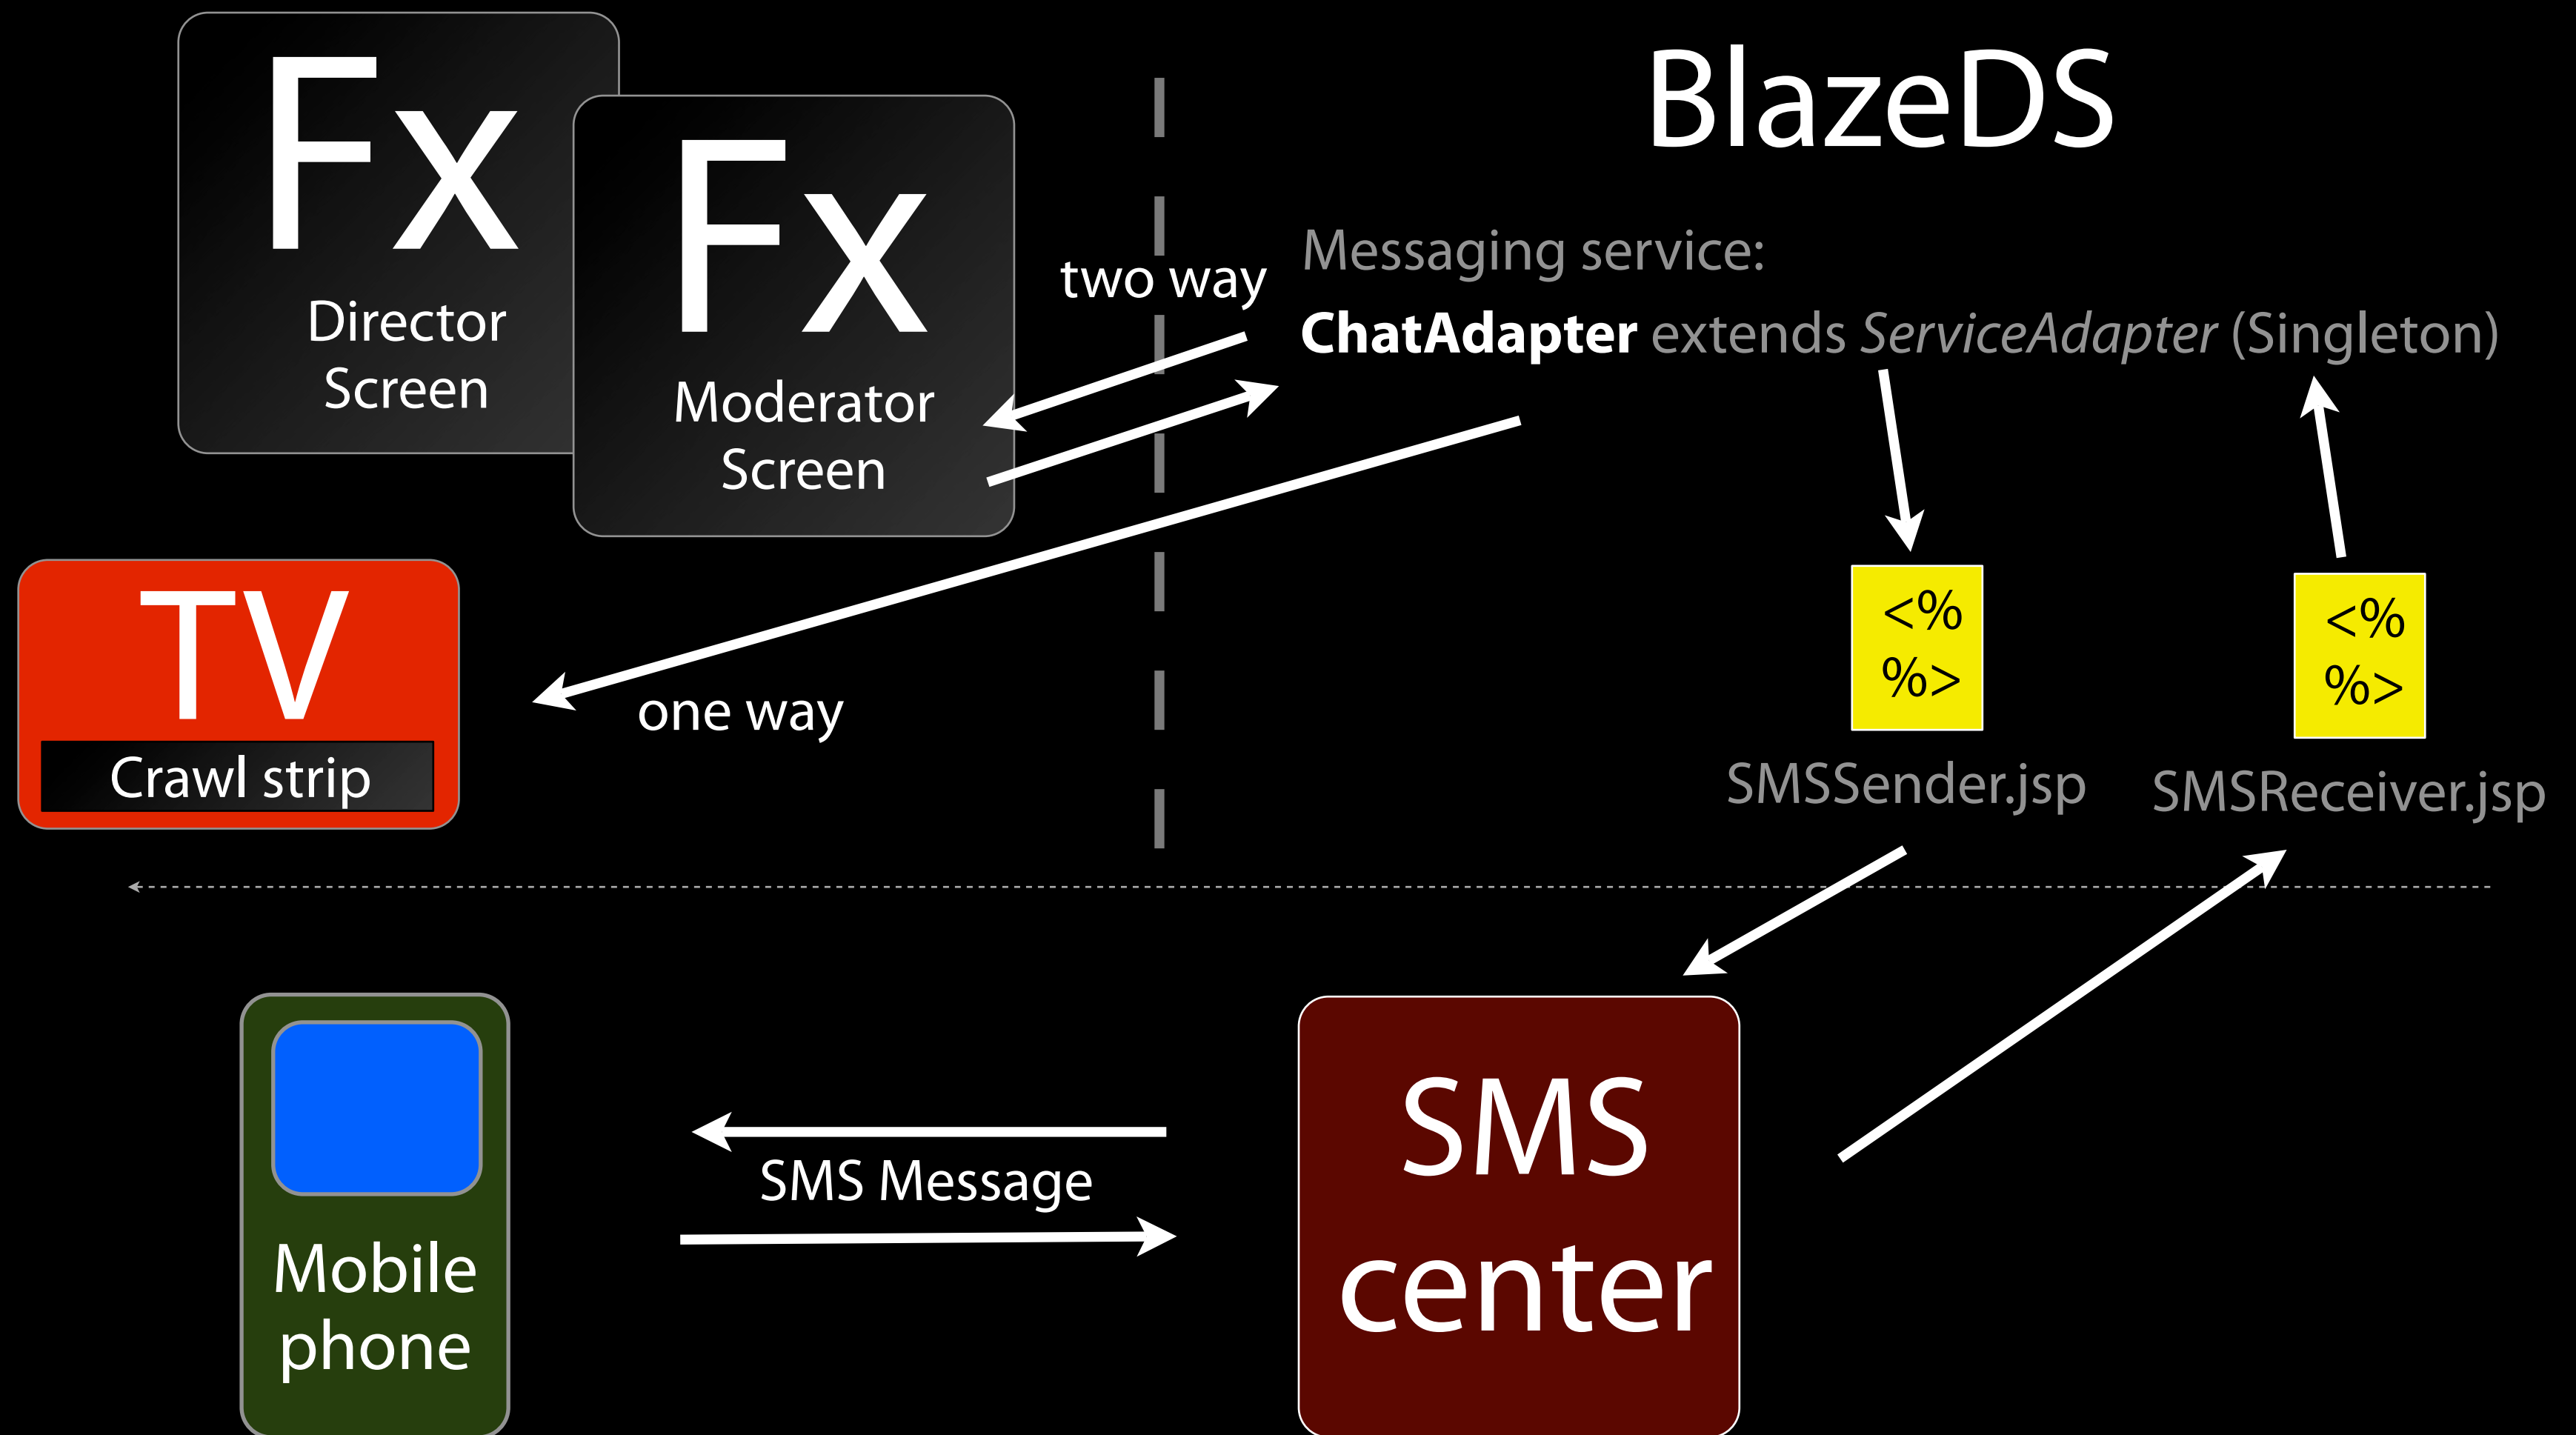 Fx
Director
Screen
Fx
Moderator
Screen
BlazeDS
two way
Messaging service:
ChatAdapter extends ServiceAdapter (Singleton)
TV
Crawl strip
one way
<%
%>
SMSSender.jsp
<%
%>
SMSReceiver.jsp
Mobile
phone
SMS Message
SMS
center